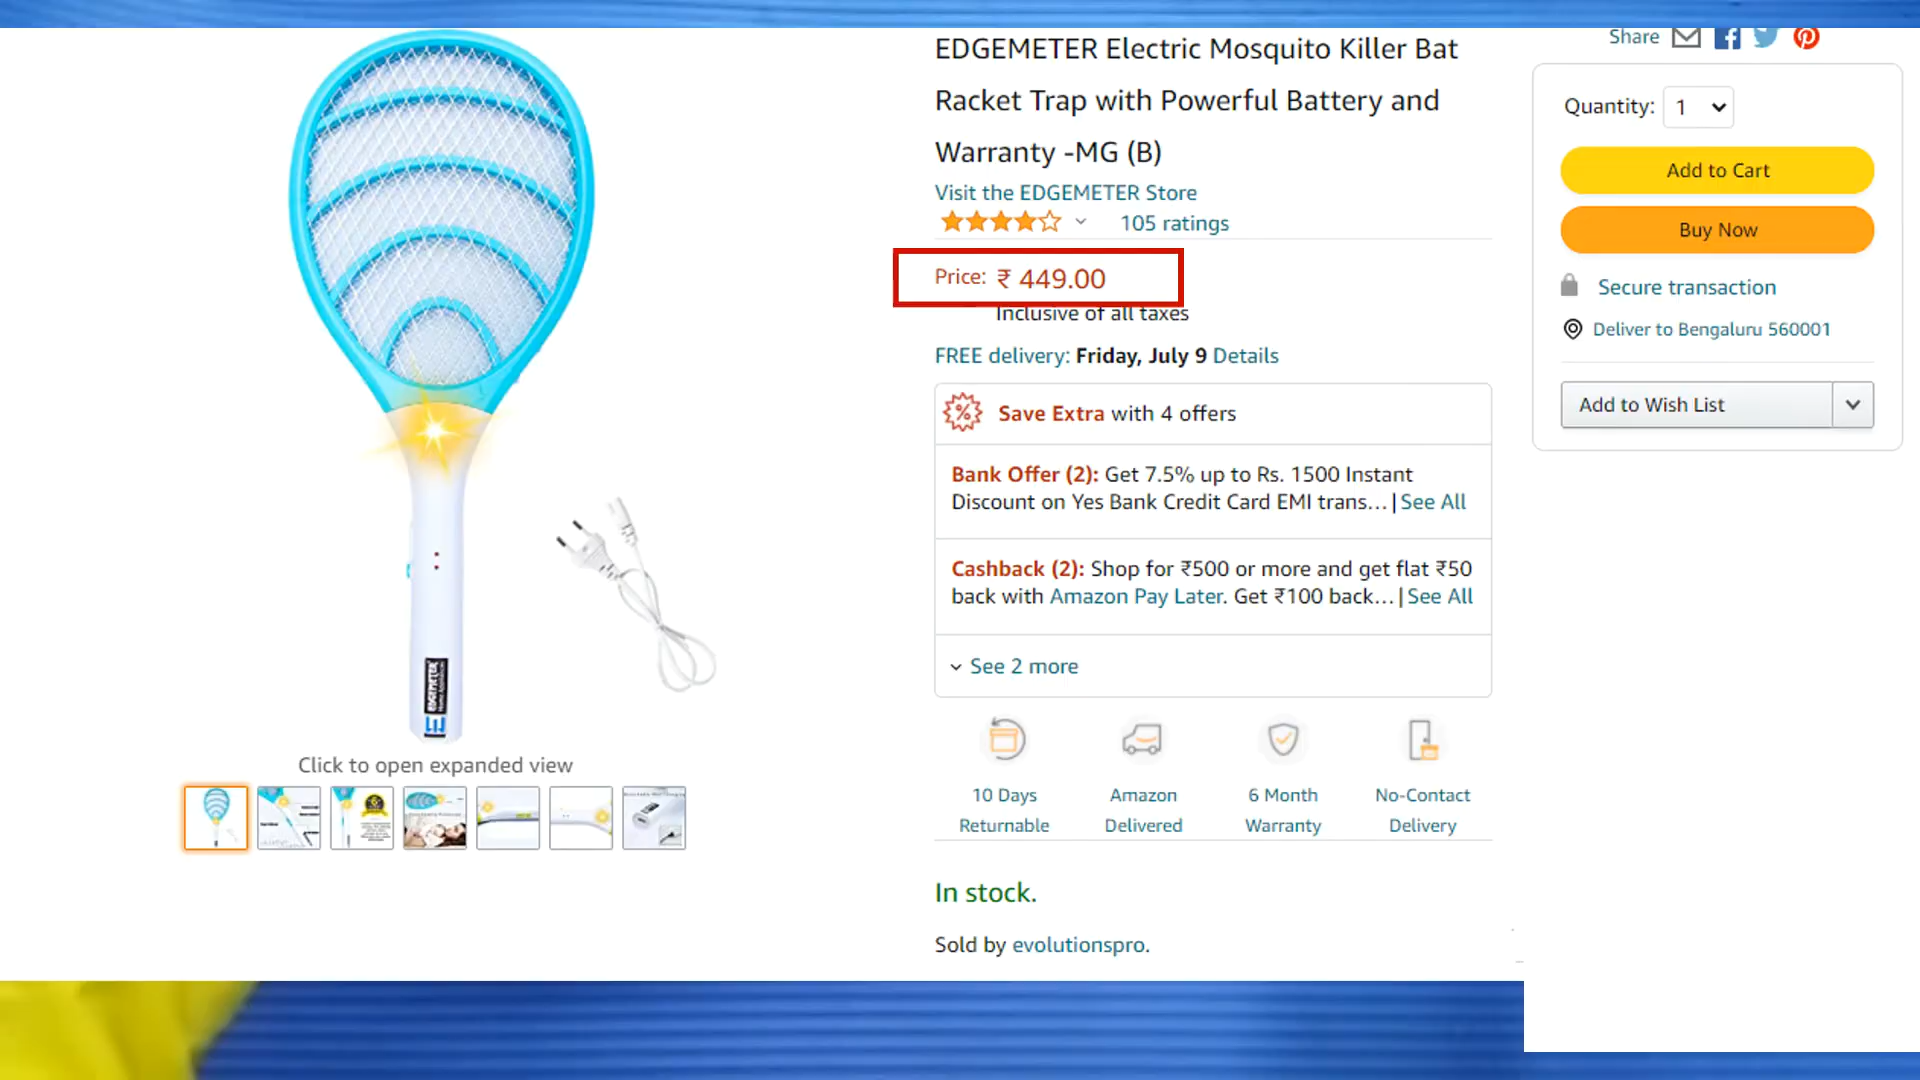 EDGEMETER Electric Mosquito Killer Bat
Racket Trap with Powerful Battery and
Warranty -MG (B)
Visit the EDGEMETER Store
105 ratings
Price: ₹ 449.00
Inclusive of all taxes
FREE delivery: Friday, July 9 Details
Save Extra with 4 offers
Bank Offer (2): Get 7.5% up to Rs. 1500 Instant
Discount on Yes Bank Credit Card EMI trans... | See All
Cashback (2): Shop for ₹500 or more and get flat ₹50
back with Amazon Pay Later. Get ₹100 back... | See All
See 2 more
10 Days
Returnable
Amazon
Delivered
6 Month
Warranty
No-Contact
Delivery
In stock.
Sold by evolutionspro.
Share
Quantity: 1
Add to Cart
Buy Now
Secure transaction
Deliver to Bengaluru 560001
Add to Wish List
EDGEMETER
Click to open expanded view